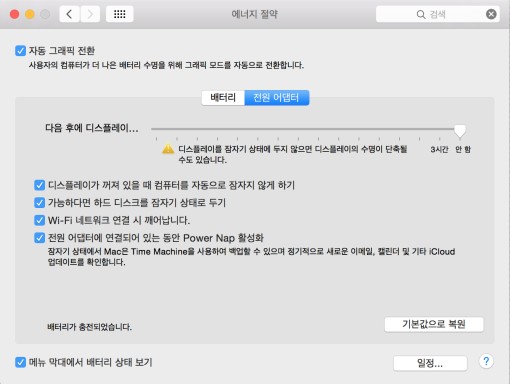 에너지 절약
검색
자동 그래픽 전환
사용자의 컴퓨터가 더 나은 배터리 수명을 위해 그래픽 모드를 자동으로 전환합니다.
배터리 전원 어댑터
다음 후에 디스플레이...
디스플레이를 잠자기 상태에 두지 않으면 디스플레이의 수명이 단축될 3시간 안 함
수도 있습니다.
디스플레이가 꺼져 있을 때 컴퓨터를 자동으로 잠자지 않게 하기
가능하다면 하드 디스크를 잠자기 상태로 두기
Wi-Fi 네트워크 연결 시 깨어납니다.
전원 어댑터에 연결되어 있는 동안 Power Nap 활성화
잠자기 상태에서 Mac은 Time Machine을 사용하여 백업할 수 있으며 정기적으로 새로운 이메일, 캘린더 및 기타 iCloud
업데이트를 확인합니다.
배터리가 충전되었습니다.
기본값으로 복원
메뉴 막대에서 배터리 상태 보기
일정...
?